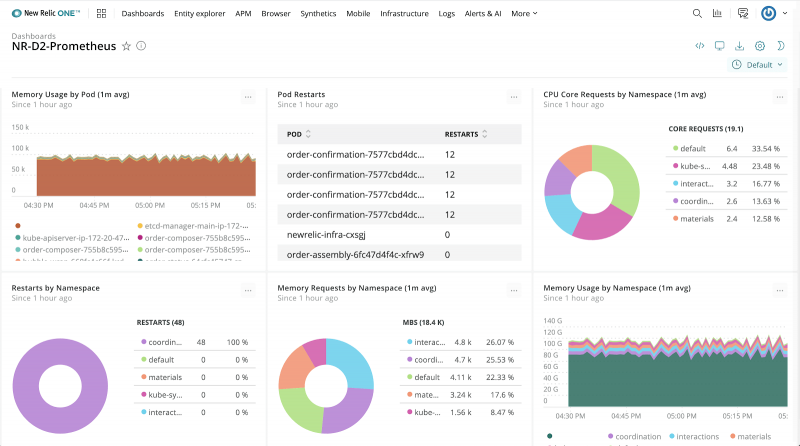 New Relic ONE™ Dashboards Entity explorer APM Browser Synthetics Mobile Infrastructure Logs Alerts & AI More
Dashboards
NR-D2-Prometheus
Default
Memory Usage by Pod (1m avg)
Since 1 hour ago
150 k
100 k
50 k
0
04:30 PM 04:45 PM 05:00 PM 05:15 PM 05:
etcd-manager-main-ip-172-...
kube-apiserver-ip-172-20-47... order-composer-755b8c595...
order-composer-755b8c595... order-composer-755b8c595...
Pod Restarts
Since 1 hour ago
POD RESTARTS
order-confirmation-7577cbd4dc... 12
order-confirmation-7577cbd4dc... 12
order-confirmation-7577cbd4dc... 12
order-confirmation-7577cbd4dc... 12
newrelic-infra-cxsgj 0
order-assembly-6fc47d4f4c-xfrw9 0
CPU Core Requests by Namespace (1m avg)
Since 1 hour ago
CORE REQUESTS (19.1)
default 6.4 33.54 %
kube-s... 4.48 23.48 %
interact... 3.2 16.77 %
coordin... 2.6 13.63 %
materials 2.4 12.58 %
Restarts by Namespace
Since 1 hour ago
RESTARTS (48)
coordin... 48 100 %
default 0 0 %
materials 0 0 %
kube-sy... 0 0 %
interact... 0 0 %
Memory Requests by Namespace (1m avg)
Since 1 hour ago
MBS (18.4 K)
interac... 4.8 k 26.07 %
coordi... 4.7 k 25.53 %
default 4.11 k 22.33 %
mate... 3.24 k 17.6 %
kube-... 1.56 k 8.47 %
Memory Usage by Namespace (1m avg)
Since 1 hour ago
140 G
120 G
100 G
80 G
60 G
40 G
20 G
0
04:30 PM 04:45 PM 05:00 PM 05:15 PM 05:
coordination interactions materials